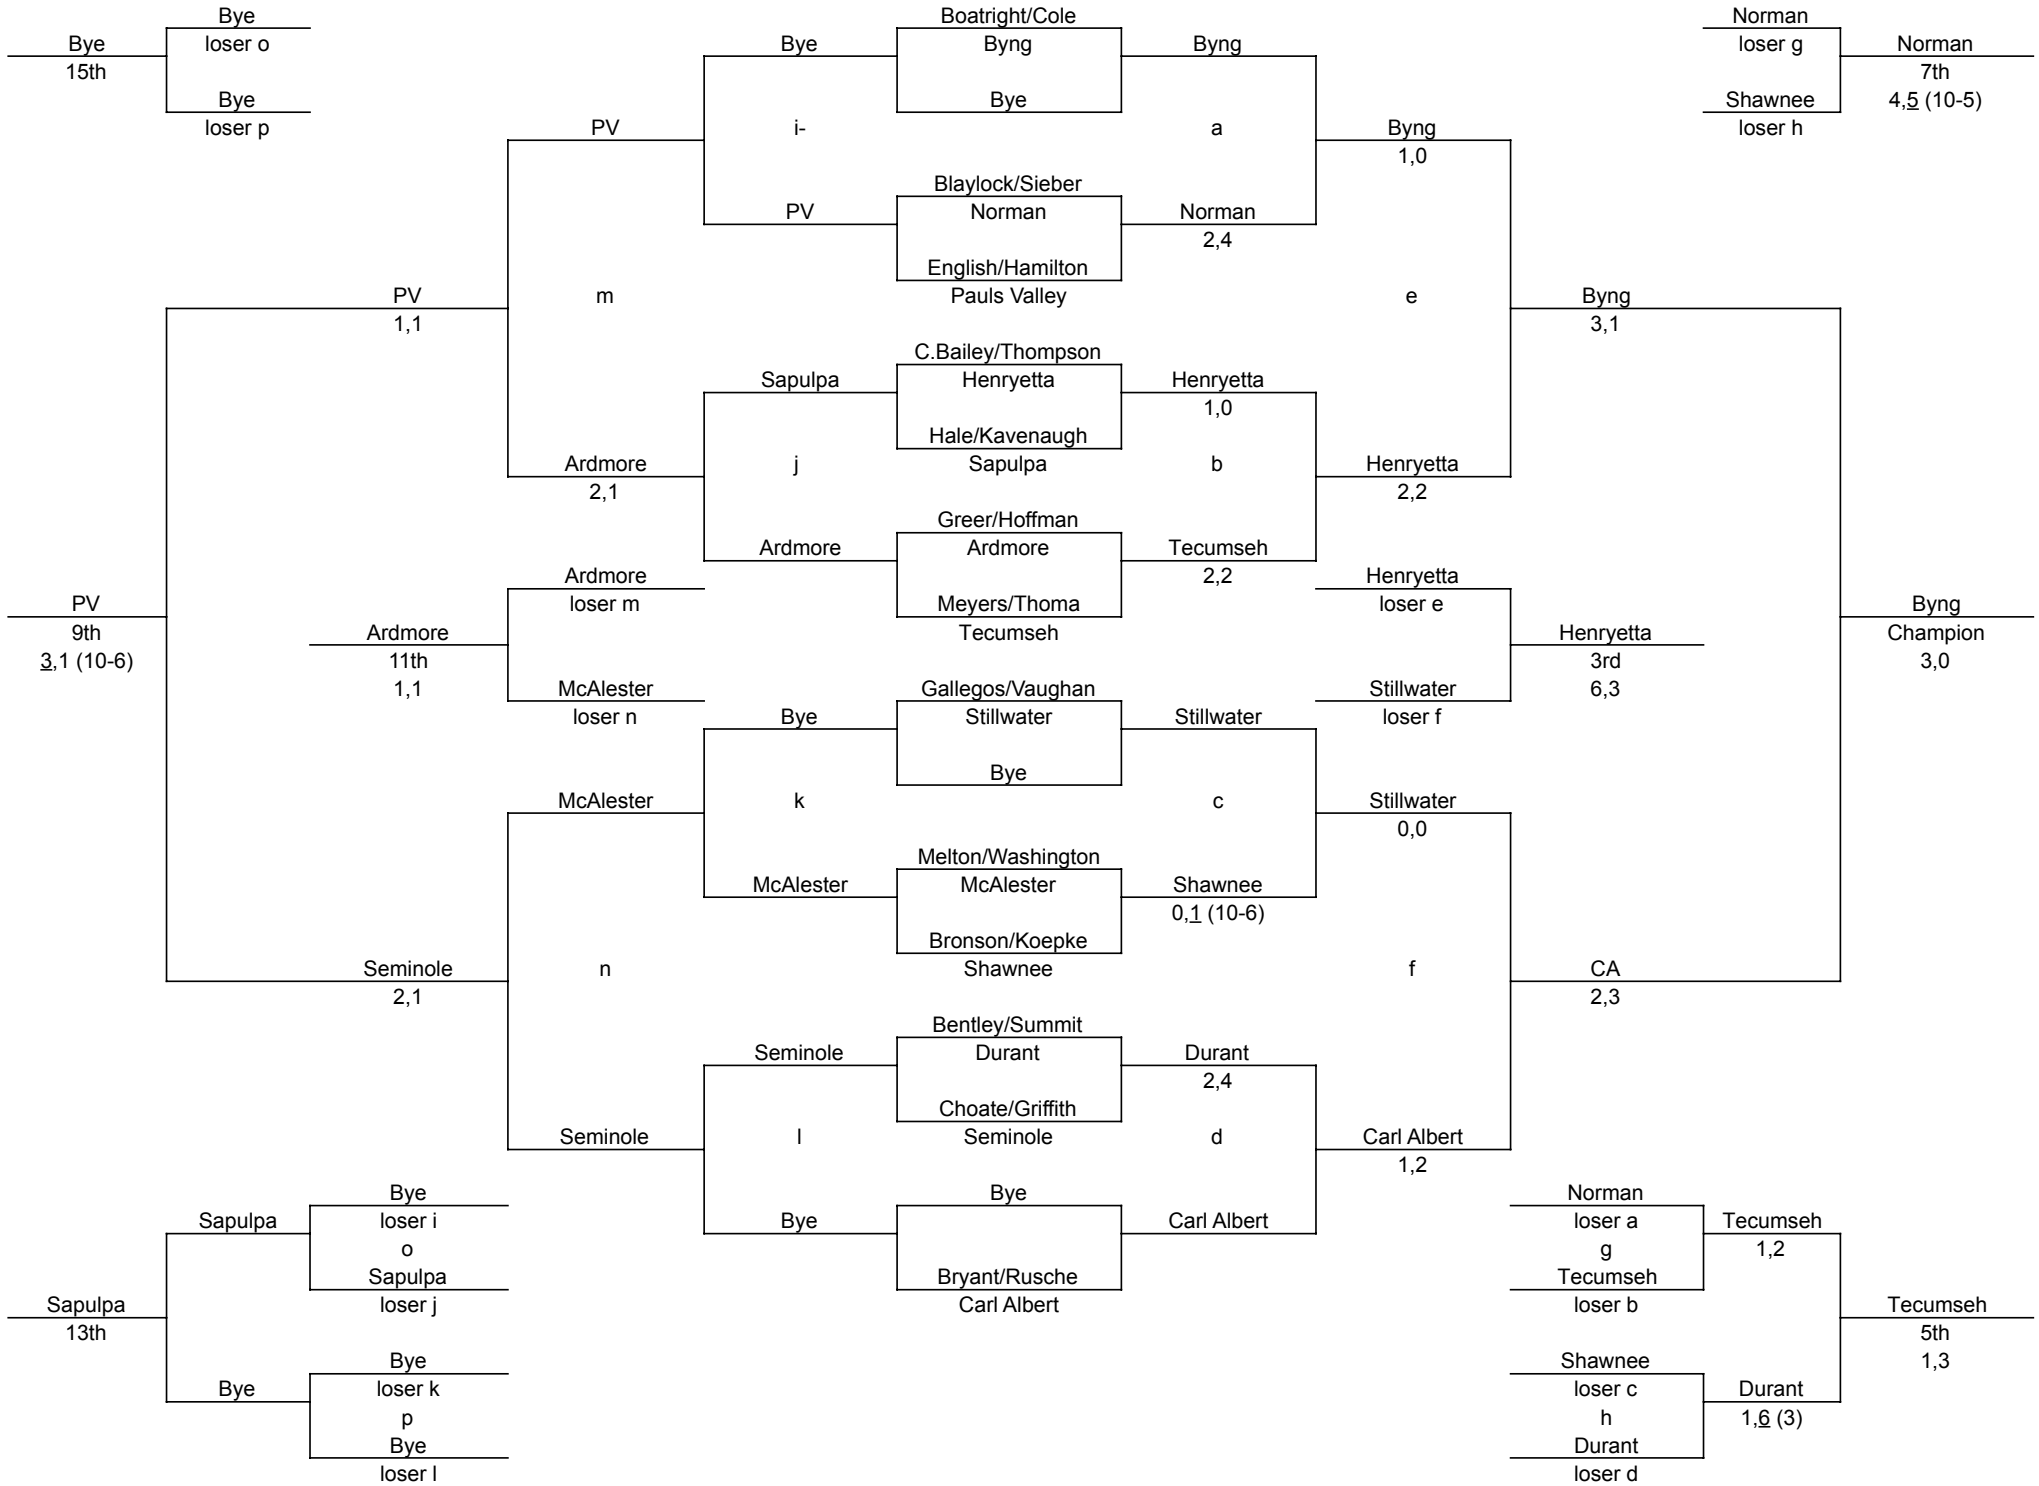 Bye Boatright/Cole Norman
Bye loser o Bye Byng Byng loser g Norman
15th 7th
Bye Bye Shawnee 4,5 (10-5)
loser p PV i- a Byng loser h
1,0
Blaylock/Sieber
PV Norman Norman
2,4
English/Hamilton
PV m Pauls Valley e Byng
1,1 3,1
C.Bailey/Thompson
Sapulpa Henryetta Henryetta
1,0
Hale/Kavenaugh
Ardmore j Sapulpa b Henryetta
2,1 2,2
Greer/Hoffman
Ardmore Ardmore Tecumseh
Ardmore 2,2 Henryetta
PV loser m Meyers/Thoma loser e Byng
9th Ardmore Tecumseh Henryetta Champion
3,1 (10-6) 11th 3rd 3,0
1,1 McAlester Gallegos/Vaughan Stillwater 6,3
loser n Bye Stillwater Stillwater loser f
Bye
McAlester k c Stillwater
0,0
Melton/Washington
McAlester McAlester Shawnee
0,1 (10-6)
Bronson/Koepke
Seminole n Shawnee f CA
2,1 2,3
Bentley/Summit
Seminole Durant Durant
2,4
Choate/Griffith
Seminole l Seminole d Carl Albert
1,2
Bye Bye Norman
Sapulpa loser i Bye Carl Albert loser a Tecumseh
o g 1,2
Sapulpa Bryant/Rusche Tecumseh
Sapulpa loser j Carl Albert loser b Tecumseh
13th 5th
Bye Shawnee 1,3
Bye loser k loser c Durant
p h 1,6 (3)
Bye Durant
loser l loser d